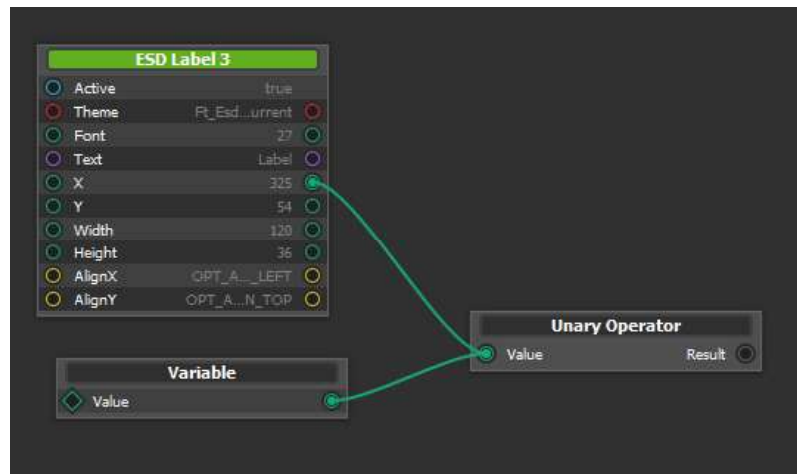 ESD Label 3
Active true
Theme Ft_Esd...urrent
Font 27
Text Label
X 325
Y 54
Width 120
Height 36
AlignX OPT_A..._LEFT
AlignY OPT_A...N_TOP
Unary Operator
Value Result
Variable
Value